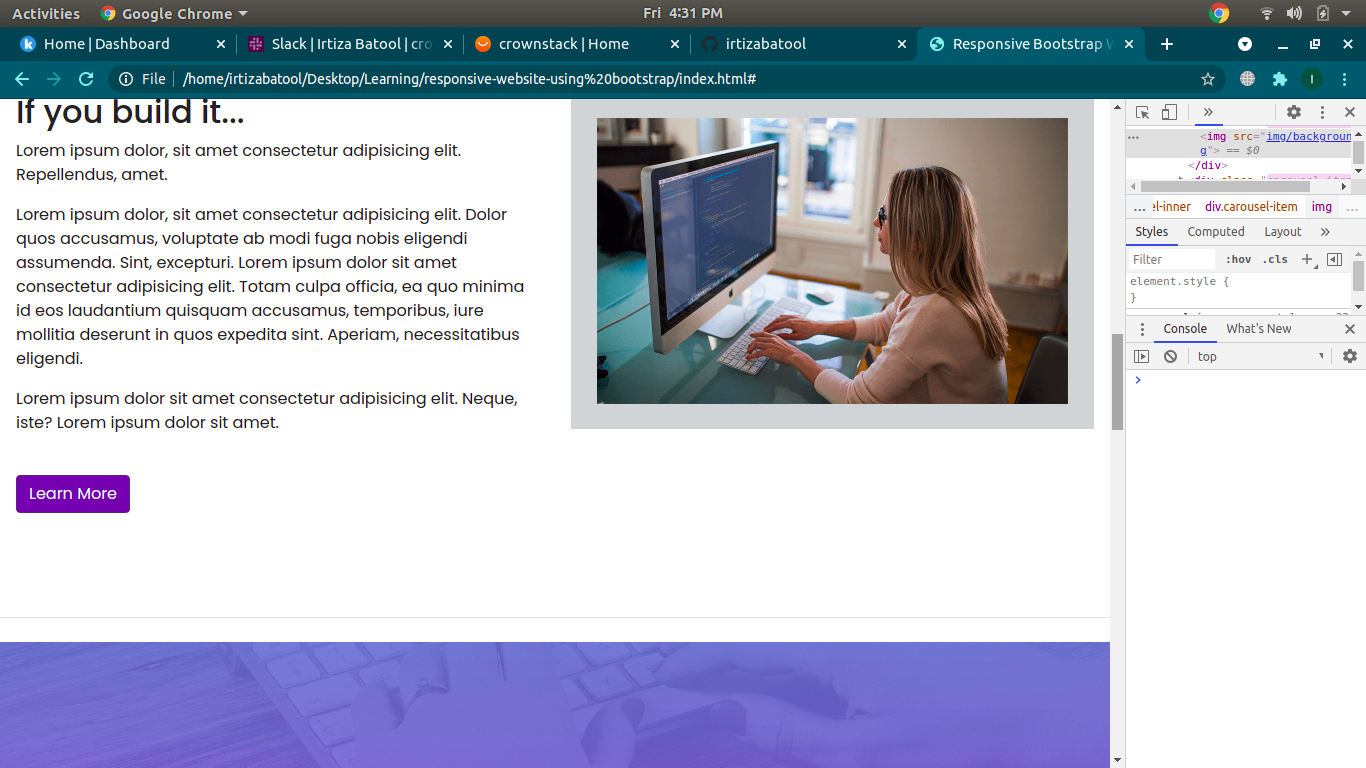 Activities
Google Chrome
Fri 4:31 PM
Home | Dashboard
Slack | Irtiza Batool | cro
crownstack | Home
irtizabatool
Responsive Bootstrap W
File
/home/irtizabatool/Desktop/Learning/responsive-website-using%20bootstrap/index.html#
I
If you build it...
Lorem ipsum dolor, sit amet consectetur adipisicing elit.
Repellendus, amet.
Lorem ipsum dolor, sit amet consectetur adipisicing elit. Dolor
quos accusamus, voluptate ab modi fuga nobis eligendi
assumenda. Sint, excepturi. Lorem ipsum dolor sit amet
consectetur adipisicing elit. Totam culpa officia, ea quo minima
id eos laudantium quisquam accusamus, temporibus, iure
mollitia deserunt in quos expedita sint. Aperiam, necessitatibus
eligendi.
Lorem ipsum dolor sit amet consectetur adipisicing elit. Neque,
iste? Lorem ipsum dolor sit amet.
Learn More
<img src="img/backgroun
g"> == $0
</div>
... el-inner div.carousel-item img ...
Styles Computed Layout
Filter :hov .cls
element.style {
}
Console What's New
top